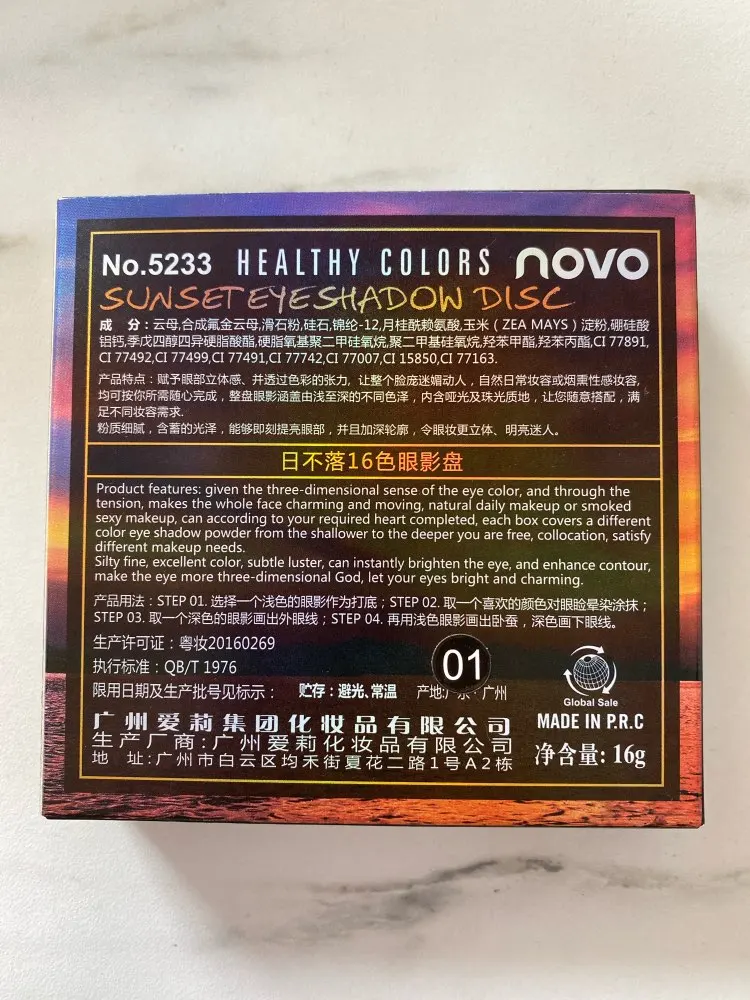 No.5233 HEALTHY COLORS novo
SUNSET EYESHADOW DISC
成 分:云母,合成氟金云母,滑石粉,硅石,锦纶-12,月桂酰赖氨酸,玉米(ZEA MAYS)淀粉,硼硅酸
铝钙,季戊四醇四异硬脂酸酯,硬脂氧基聚二甲硅氧烷,聚二甲基硅氧烷,羟苯甲酯,羟苯丙酯,CI 77891,
CI 77492,CI 77499,CI 77491,CI 77742,CI 77007,CI 15850,CI 77163.
产品特点:赋予眼部立体感、并透过色彩的张力,让整个脸庞迷媚动人,自然日常妆容或烟熏性感妆容,
均可按你所需随心完成,整盘眼影涵盖由浅至深的不同色泽,内含哑光及珠光质地,让您随意搭配,满
足不同妆容需求.
粉质细腻,含蓄的光泽,能够即刻提亮眼部,并且加深轮廓,令眼妆更立体、明亮迷人。
日不落16色眼影盘
Product features: given the three-dimensional sense of the eye color, and through the
tension, makes the whole face charming and moving, natural daily makeup or smoked
sexy makeup, can according to your required heart completed, each box covers a different
color eye shadow powder from the shallower to the deeper you are free, collocation, satisfy
different makeup needs.
Silty fine, excellent color, subtle luster, can instantly brighten the eye, and enhance contour,
make the eye more three-dimensional God, let your eyes bright and charming.
产品用法:STEP 01. 选择一个浅色的眼影作为打底;STEP 02. 取一个喜欢的颜色对眼睑晕染涂抹;
STEP 03. 取一个深色的眼影画出外眼线;STEP 04. 再用浅色眼影画出卧蚕,深色画下眼线。
生产许可证:粤妆20160269
执行标准:QB/T 1976
01
限用日期及生产批号见标示: 贮存:避光、常温 产地:广东·广州
Global Sale
广州爱莉集团化妆品有限公司 MADE IN P.R.C
生产厂商:广州爱莉化妆品有限公司
地 址:广州市白云区均禾街夏花二路1号A2栋 净含量: 16g